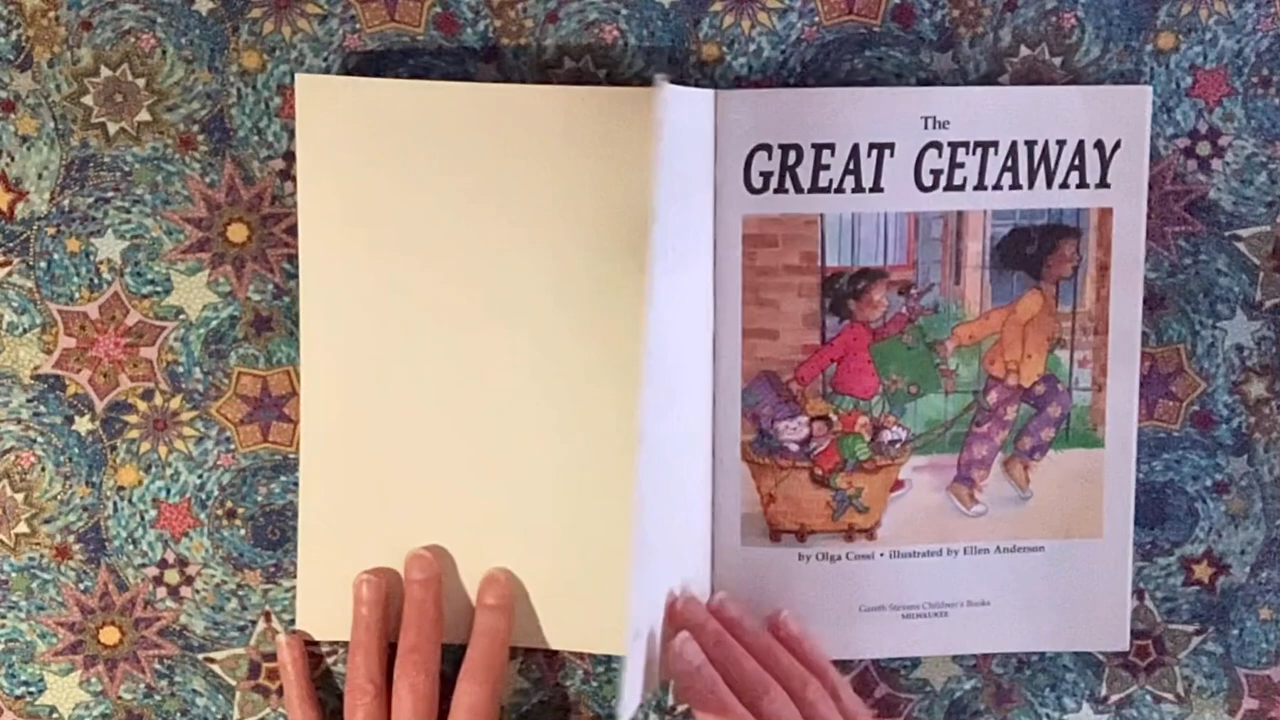 The
GREAT GETAWAY
by Olga Cossi • illustrated by Ellen Anderson
Gareth Stevens Children's Books
MILWAUKEE